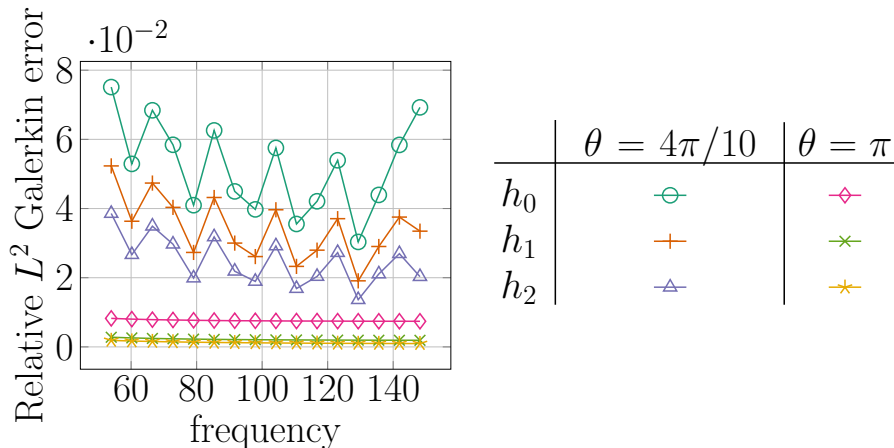 ·10⁻²
8
6
4
2
0
60 80 100 120 140
frequency
Relative L² Galerkin error
θ = 4π/10 θ = π
h₀
h₁
h₂